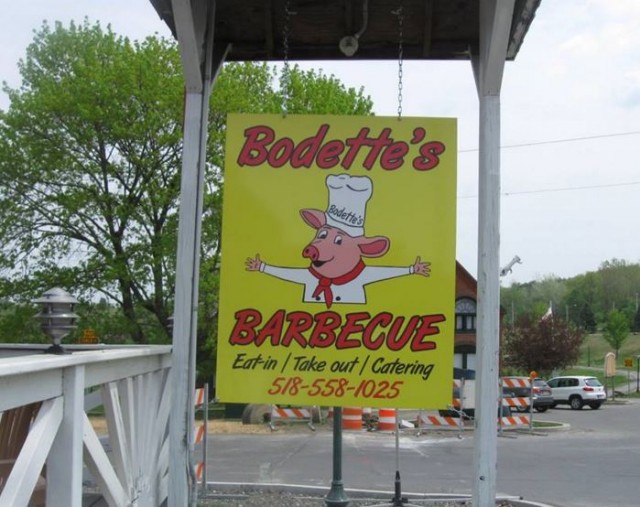 Bodette's
Bodette's
BARBECUE
Eat-in / Take out / Catering
518-558-1025